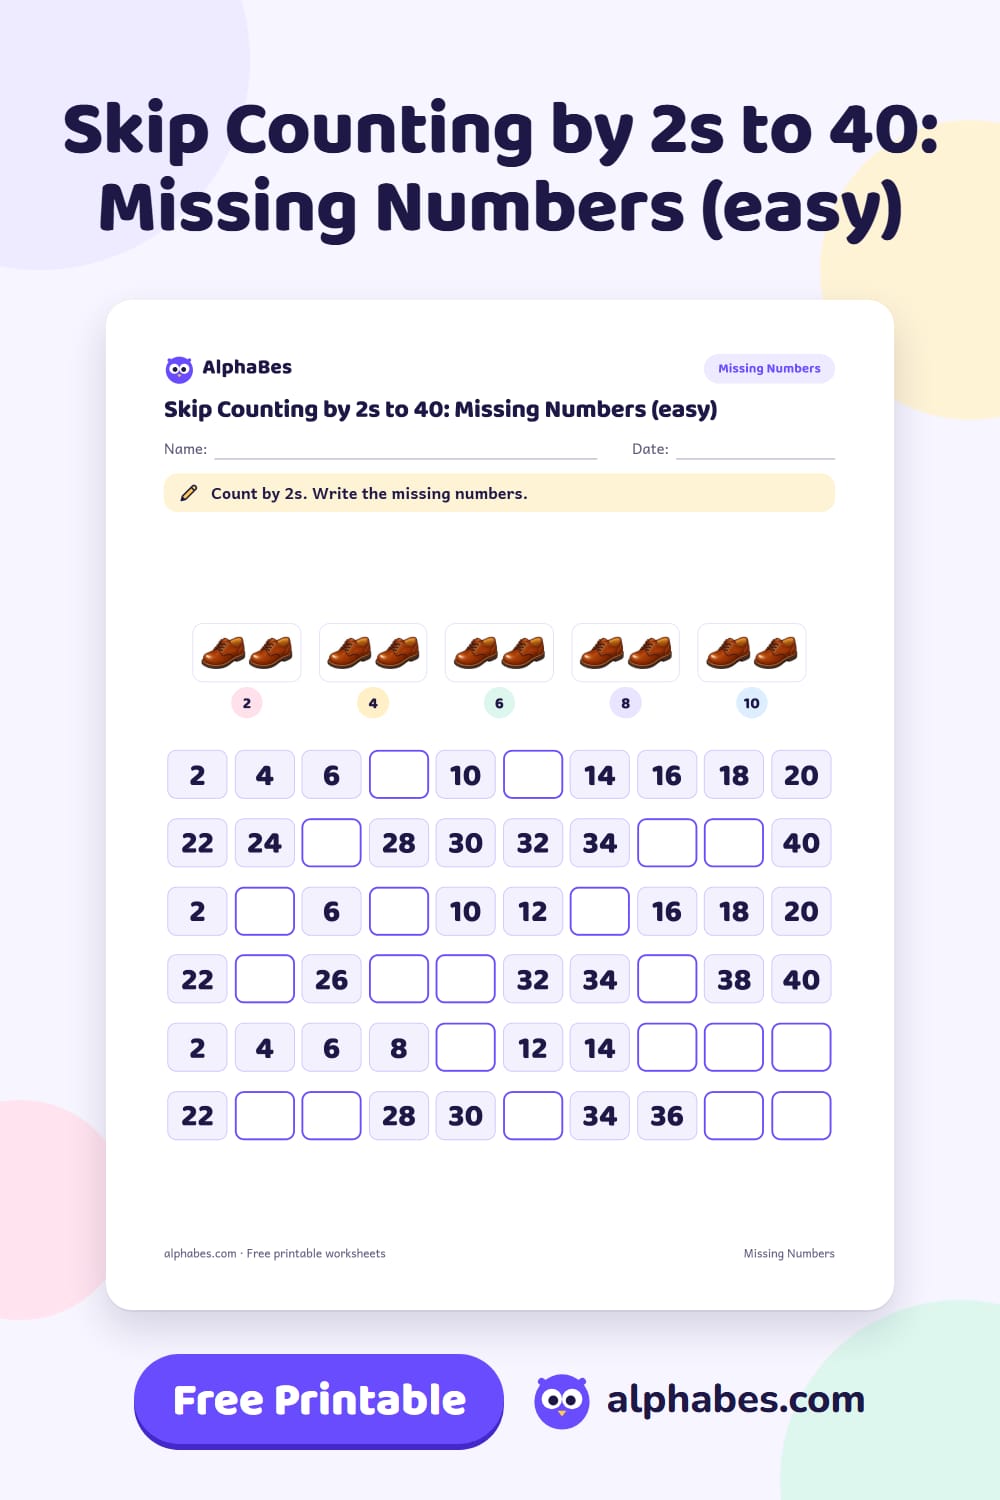 Skip Counting by 2s to 40:
Missing Numbers (easy)
AlphaBes
Missing Numbers
Skip Counting by 2s to 40: Missing Numbers (easy)
Name:
Date:
Count by 2s. Write the missing numbers.
2 4 6 8 10
2 4 6 10 14 16 18 20
22 24 28 30 32 34 40
2 6 10 12 16 18 20
22 26 32 34 38 40
2 4 6 8 12 14
22 28 30 34 36
alphabes.com · Free printable worksheets
Missing Numbers
Free Printable
alphabes.com